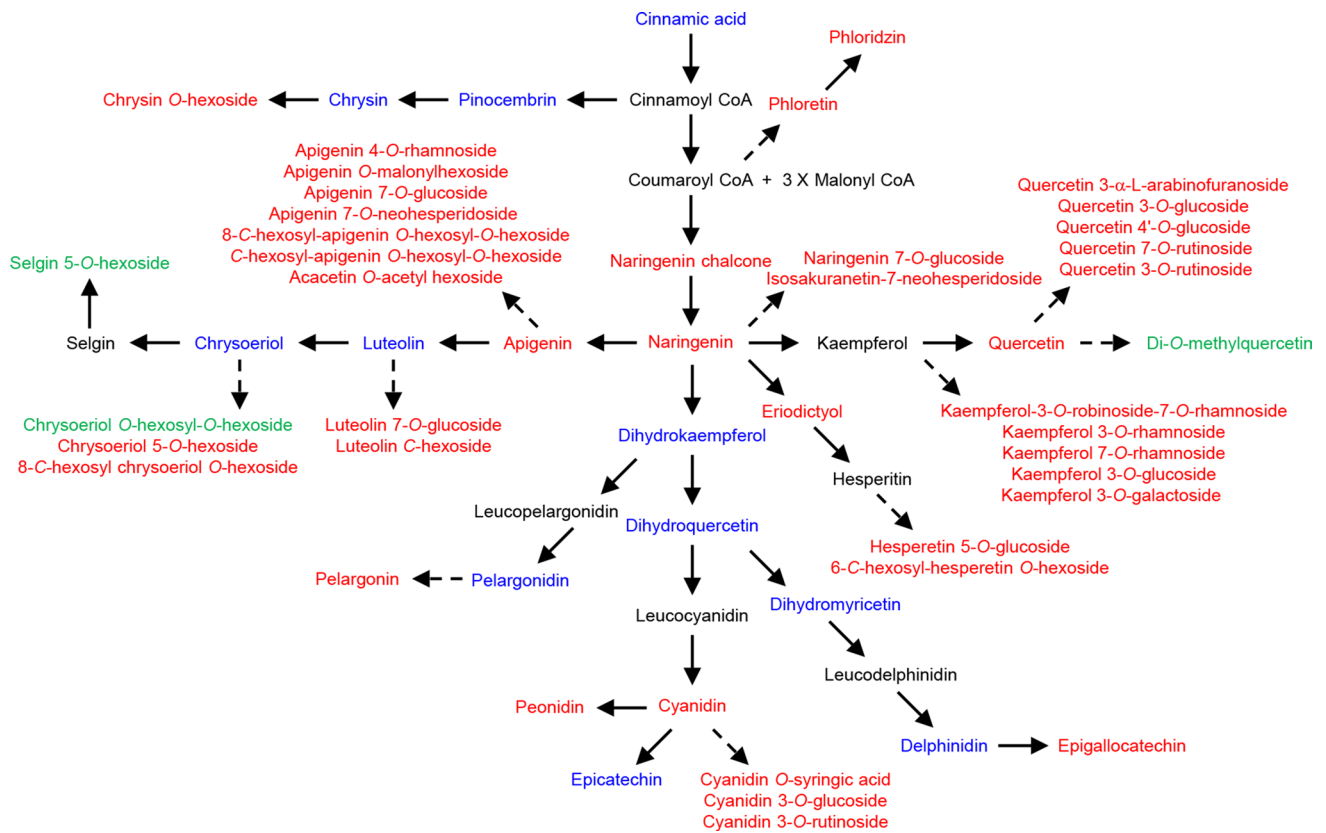 Cinnamic acid
Phloridzin
Chrysin O-hexoside
Chrysin
Pinocembrin
Cinnamoyl CoA
Phloretin
Apigenin 4-O-rhamnoside
Apigenin O-malonylhexoside
Apigenin 7-O-glucoside
Apigenin 7-O-neohesperidoside
8-C-hexosyl-apigenin O-hexosyl-O-hexoside
C-hexosyl-apigenin O-hexosyl-O-hexoside
Acacetin O-acetyl hexoside
Coumaroyl CoA + 3 X Malonyl CoA
Quercetin 3-α-L-arabinofuranoside
Quercetin 3-O-glucoside
Quercetin 4'-O-glucoside
Quercetin 7-O-rutinoside
Quercetin 3-O-rutinoside
Selgin 5-O-hexoside
Naringenin chalcone
Naringenin 7-O-glucoside
Isosakuranetin-7-neohesperidoside
Selgin
Chrysoeriol
Luteolin
Apigenin
Naringenin
Kaempferol
Quercetin
Di-O-methylquercetin
Chrysoeriol O-hexosyl-O-hexoside
Chrysoeriol 5-O-hexoside
8-C-hexosyl chrysoeriol O-hexoside
Luteolin 7-O-glucoside
Luteolin C-hexoside
Dihydrokaempferol
Eriodictyol
Kaempferol-3-O-robinoside-7-O-rhamnoside
Kaempferol 3-O-rhamnoside
Kaempferol 7-O-rhamnoside
Kaempferol 3-O-glucoside
Kaempferol 3-O-galactoside
Hesperitin
Leucopelargonidin
Dihydroquercetin
Hesperetin 5-O-glucoside
6-C-hexosyl-hesperetin O-hexoside
Pelargonin
Pelargonidin
Leucocyanidin
Dihydromyricetin
Leucodelphinidin
Peonidin
Cyanidin
Delphinidin
Epigallocatechin
Epicatechin
Cyanidin O-syringic acid
Cyanidin 3-O-glucoside
Cyanidin 3-O-rutinoside